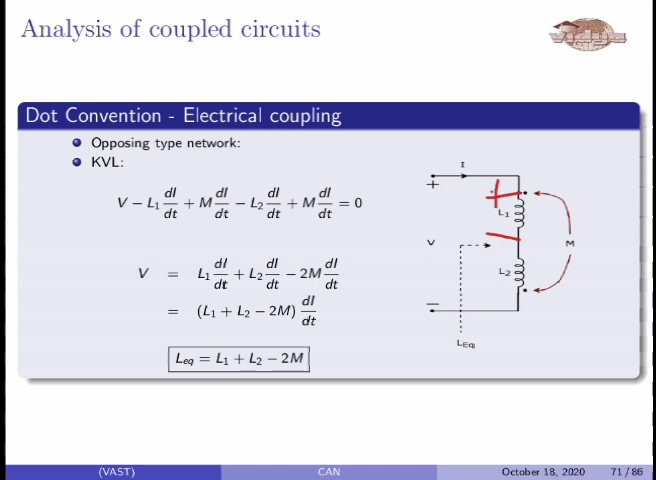 Analysis of coupled circuits
vidya
Dot Convention - Electrical coupling
Opposing type network:
KVL:
V − L₁ dI/dt + M dI/dt − L₂ dI/dt + M dI/dt = 0
V = L₁ dI/dt + L₂ dI/dt − 2M dI/dt
= (L₁ + L₂ − 2M) dI/dt
Leq = L₁ + L₂ − 2M
I
+
L₁
V
M
L₂
−
LEq
(VAST) CAN October 18, 2020 71 / 86